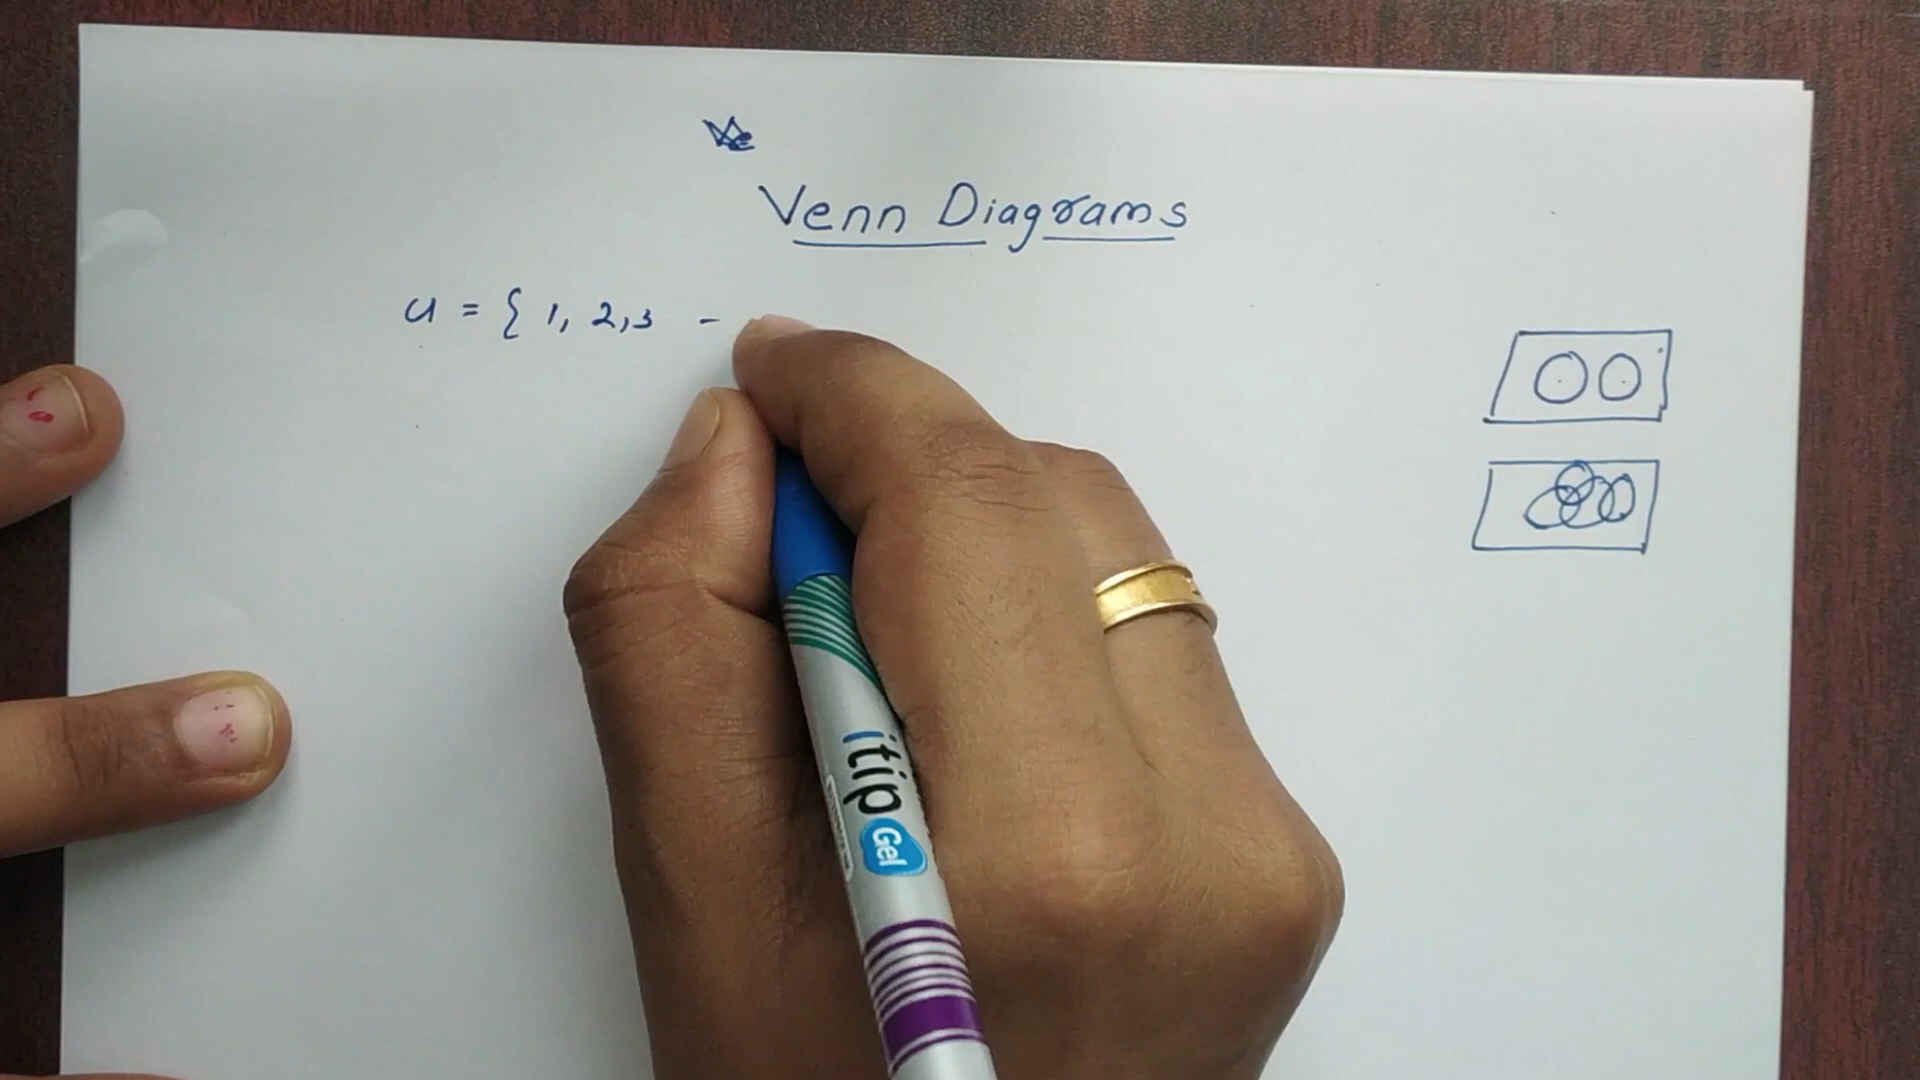 Venn Diagrams
U = { 1, 2, 3 -
itip
Gel